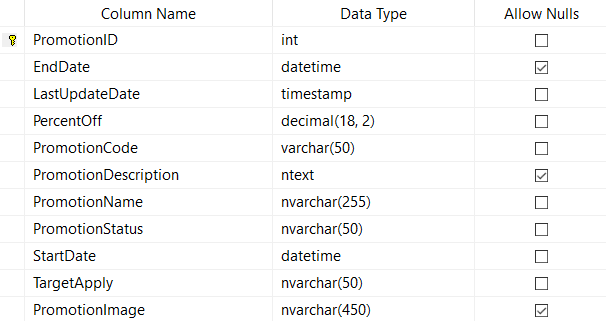 Column Name Data Type Allow Nulls
PromotionID int
EndDate datetime
LastUpdateDate timestamp
PercentOff decimal(18, 2)
PromotionCode varchar(50)
PromotionDescription ntext
PromotionName nvarchar(255)
PromotionStatus nvarchar(50)
StartDate datetime
TargetApply nvarchar(50)
PromotionImage nvarchar(450)